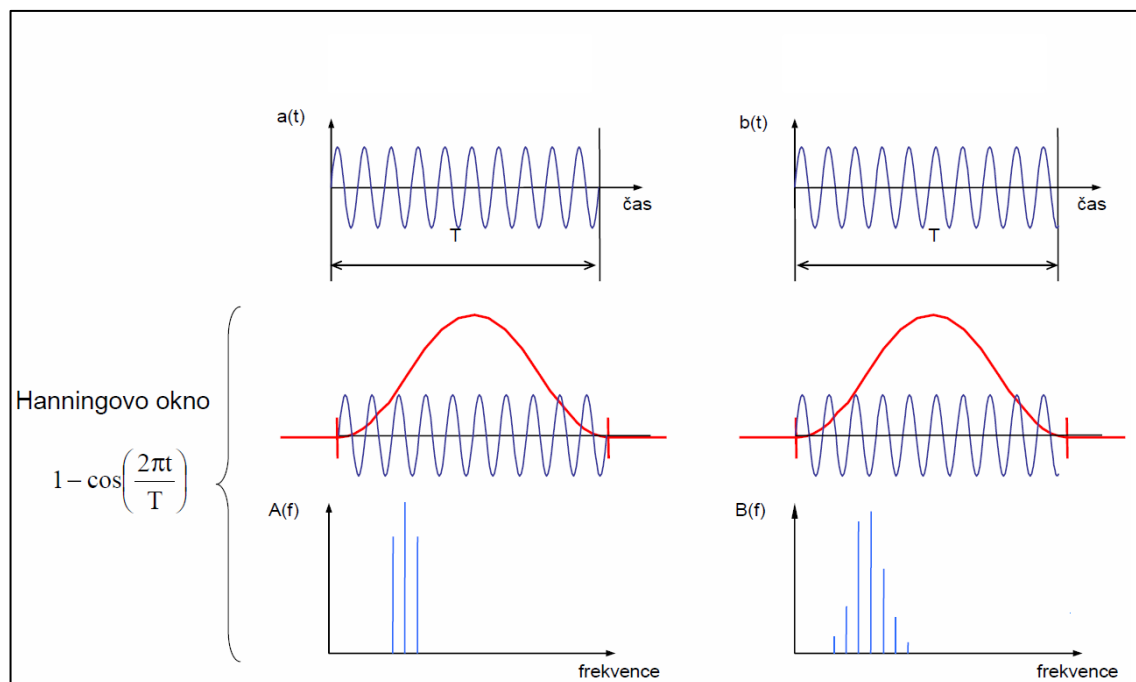 a(t)
b(t)
čas
čas
T
T
Hanningovo okno
1 − cos(2πt/T)
A(f)
B(f)
frekvence
frekvence